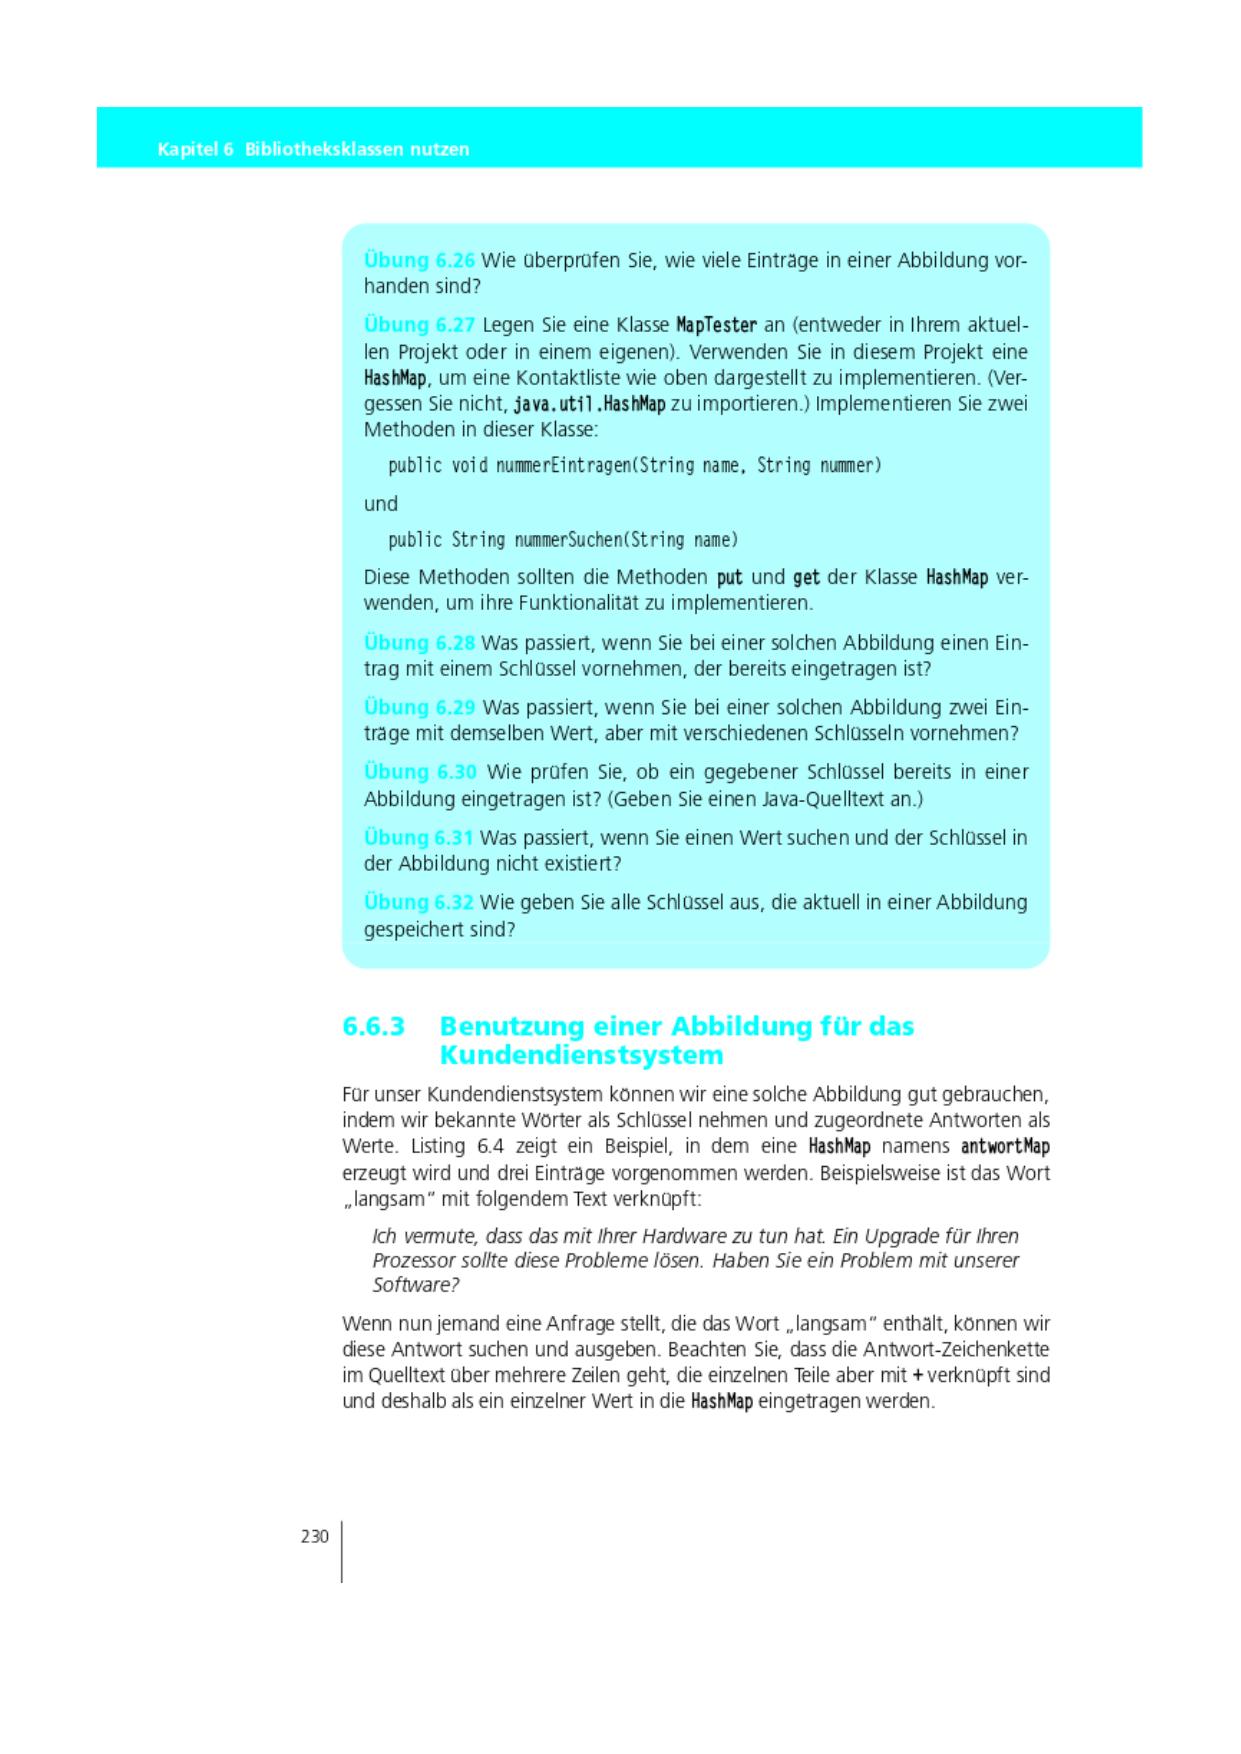 Kapitel 6 Bibliotheksklassen nutzen
Übung 6.26 Wie überprüfen Sie, wie viele Einträge in einer Abbildung vor-
handen sind?
Übung 6.27 Legen Sie eine Klasse MapTester an (entweder in Ihrem aktuel-
len Projekt oder in einem eigenen). Verwenden Sie in diesem Projekt eine
HashMap, um eine Kontaktliste wie oben dargestellt zu implementieren. (Ver-
gessen Sie nicht, java.util.HashMap zu importieren.) Implementieren Sie zwei
Methoden in dieser Klasse:
public void nummerEintragen(String name, String nummer)
und
public String nummerSuchen(String name)
Diese Methoden sollten die Methoden put und get der Klasse HashMap ver-
wenden, um ihre Funktionalität zu implementieren.
Übung 6.28 Was passiert, wenn Sie bei einer solchen Abbildung einen Ein-
trag mit einem Schlüssel vornehmen, der bereits eingetragen ist?
Übung 6.29 Was passiert, wenn Sie bei einer solchen Abbildung zwei Ein-
träge mit demselben Wert, aber mit verschiedenen Schlüsseln vornehmen?
Übung 6.30 Wie prüfen Sie, ob ein gegebener Schlüssel bereits in einer
Abbildung eingetragen ist? (Geben Sie einen Java-Quelltext an.)
Übung 6.31 Was passiert, wenn Sie einen Wert suchen und der Schlüssel in
der Abbildung nicht existiert?
Übung 6.32 Wie geben Sie alle Schlüssel aus, die aktuell in einer Abbildung
gespeichert sind?
6.6.3 Benutzung einer Abbildung für das
Kundendienstsystem
Für unser Kundendienstsystem können wir eine solche Abbildung gut gebrauchen,
indem wir bekannte Wörter als Schlüssel nehmen und zugeordnete Antworten als
Werte. Listing 6.4 zeigt ein Beispiel, in dem eine HashMap namens antwortMap
erzeugt wird und drei Einträge vorgenommen werden. Beispielsweise ist das Wort
„langsam“ mit folgendem Text verknüpft:
Ich vermute, dass das mit Ihrer Hardware zu tun hat. Ein Upgrade für Ihren
Prozessor sollte diese Probleme lösen. Haben Sie ein Problem mit unserer
Software?
Wenn nun jemand eine Anfrage stellt, die das Wort „langsam“ enthält, können wir
diese Antwort suchen und ausgeben. Beachten Sie, dass die Antwort-Zeichenkette
im Quelltext über mehrere Zeilen geht, die einzelnen Teile aber mit + verknüpft sind
und deshalb als ein einzelner Wert in die HashMap eingetragen werden.
230